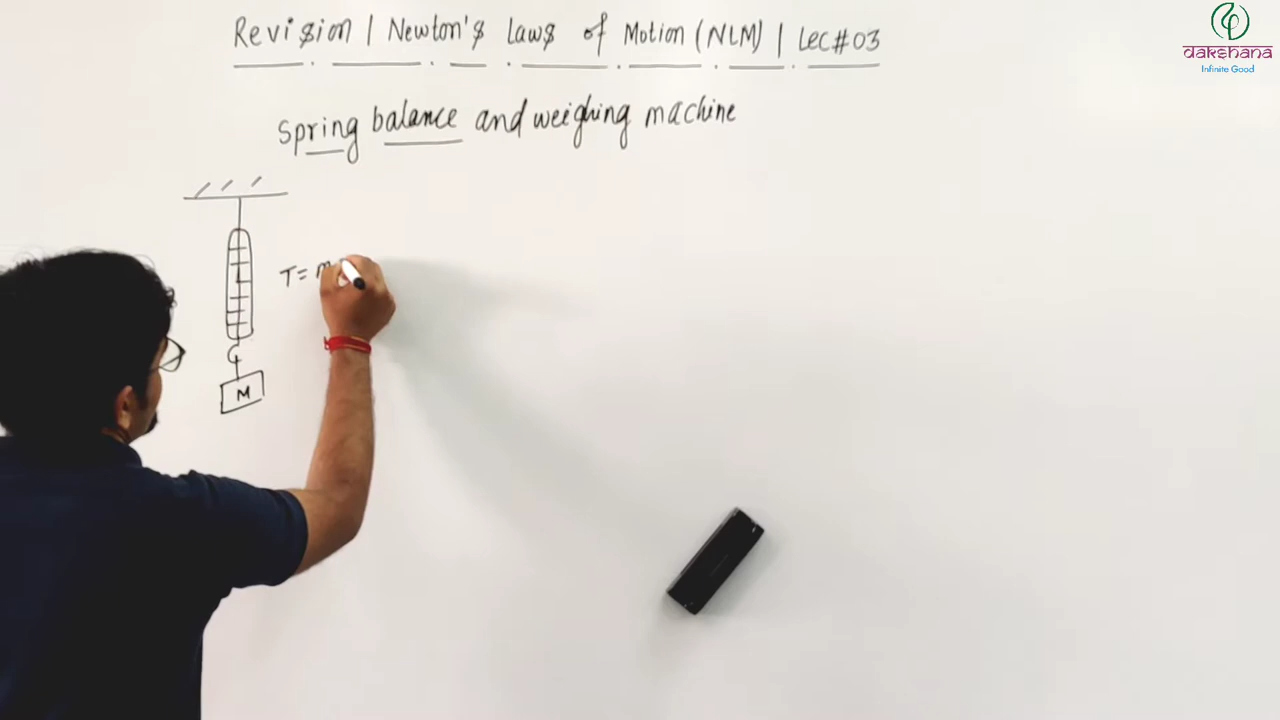 Revision | Newton's Laws of Motion (NLM) | Lec#03
dakshana
Infinite Good
Spring balance and weighing machine
T = m
M